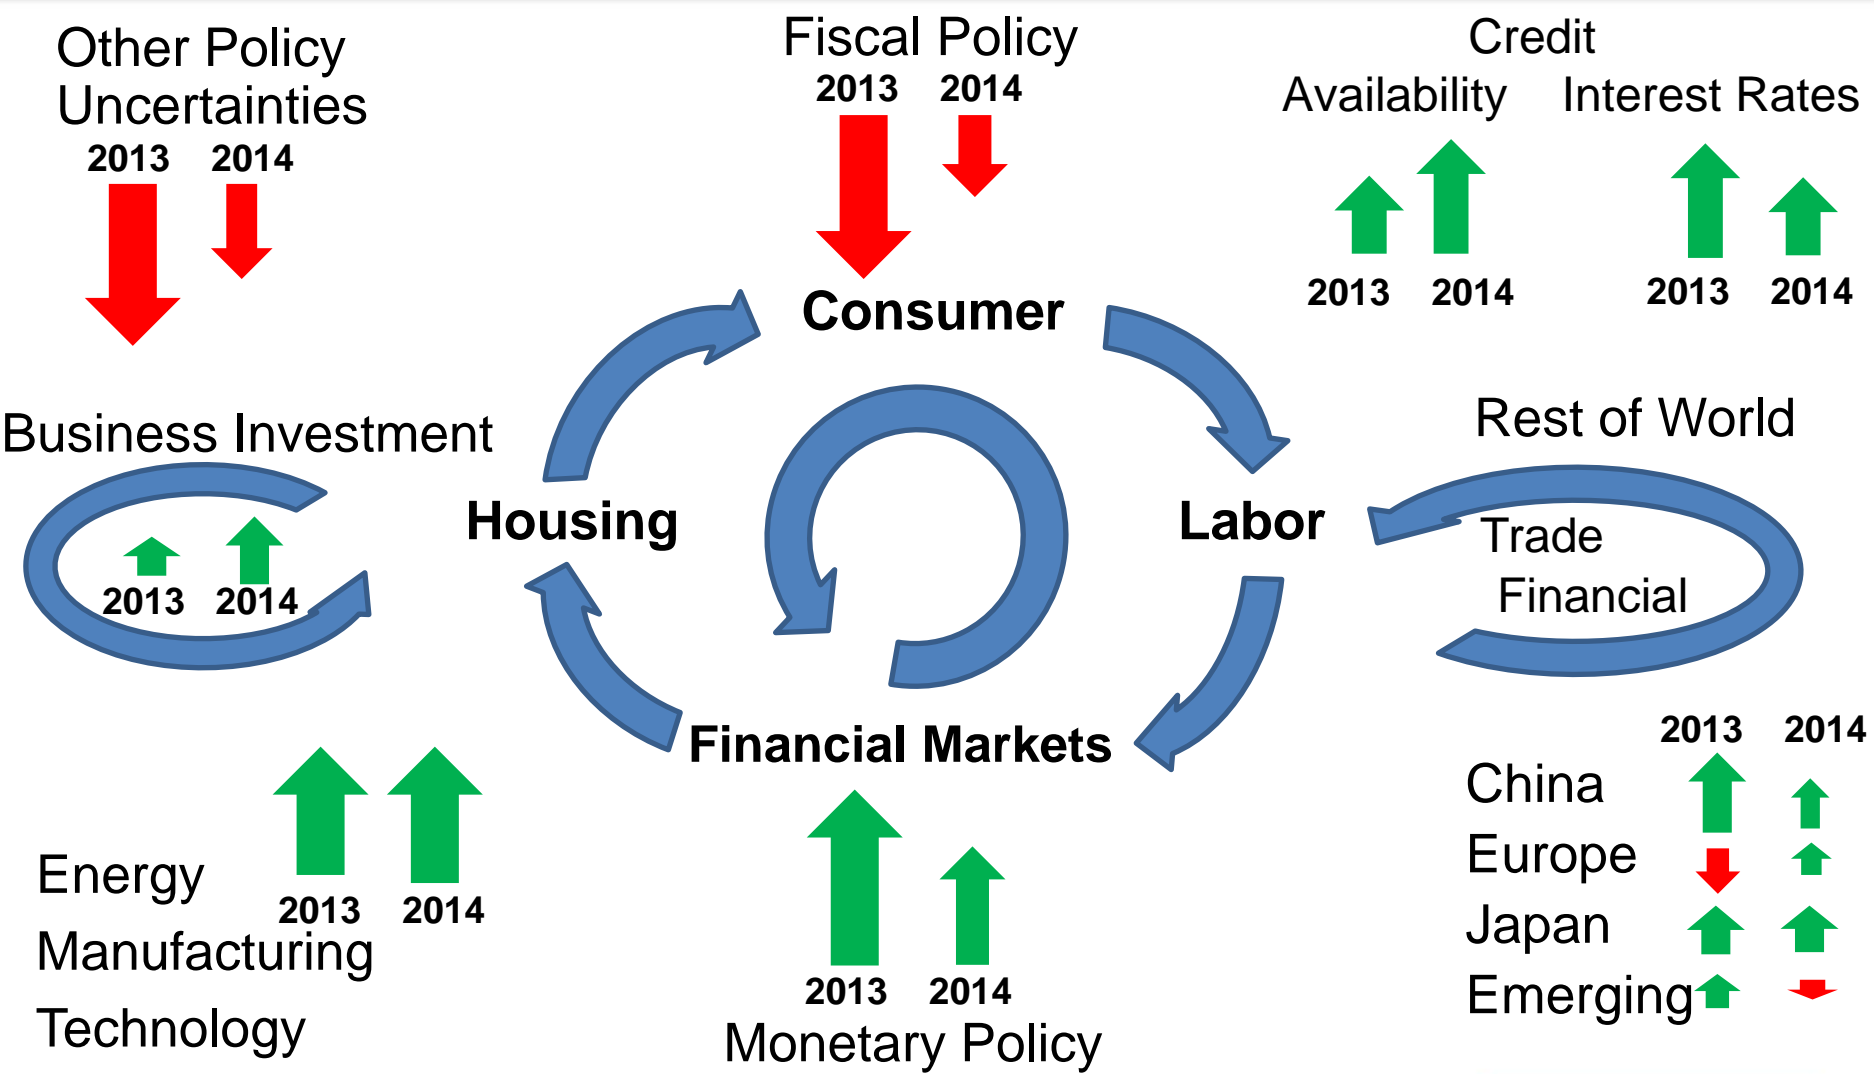 Other Policy
Uncertainties
2013 2014
Fiscal Policy
2013 2014
Credit
Availability Interest Rates
2013 2014
2013 2014
Consumer
Business Investment
2013 2014
Housing
Labor
Rest of World
Trade
Financial
Financial Markets
2013 2014
Energy
Manufacturing
Technology
2013 2014
Monetary Policy
2013 2014
China
Europe
Japan
Emerging